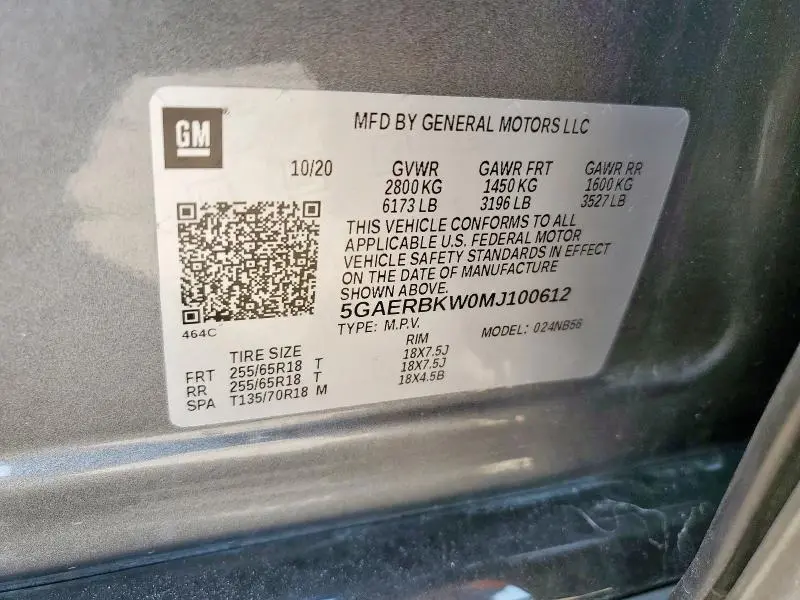 GM
MFD BY GENERAL MOTORS LLC
10/20 GVWR GAWR FRT GAWR RR
2800 KG 1450 KG 1600 KG
6173 LB 3196 LB 3527 LB
THIS VEHICLE CONFORMS TO ALL
APPLICABLE U.S. FEDERAL MOTOR
VEHICLE SAFETY STANDARDS IN EFFECT
ON THE DATE OF MANUFACTURE
SHOWN ABOVE.
5GAERBKW0MJ100612
464C
TYPE: M.P.V. MODEL: 024NB56
TIRE SIZE RIM
FRT 255/65R18 T 18X7.5J
RR 255/65R18 T 18X7.5J
SPA T135/70R18 M 18X4.5B